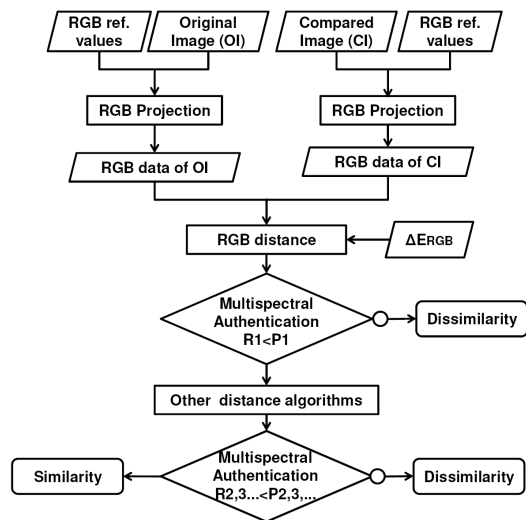 RGB ref.
values
Original
Image (OI)
Compared
Image (CI)
RGB ref.
values
RGB Projection
RGB Projection
RGB data of OI
RGB data of CI
RGB distance
ΔERGB
Multispectral
Authentication
R1<P1
Dissimilarity
Other distance algorithms
Similarity
Multispectral
Authentication
R2,3...<P2,3,...
Dissimilarity